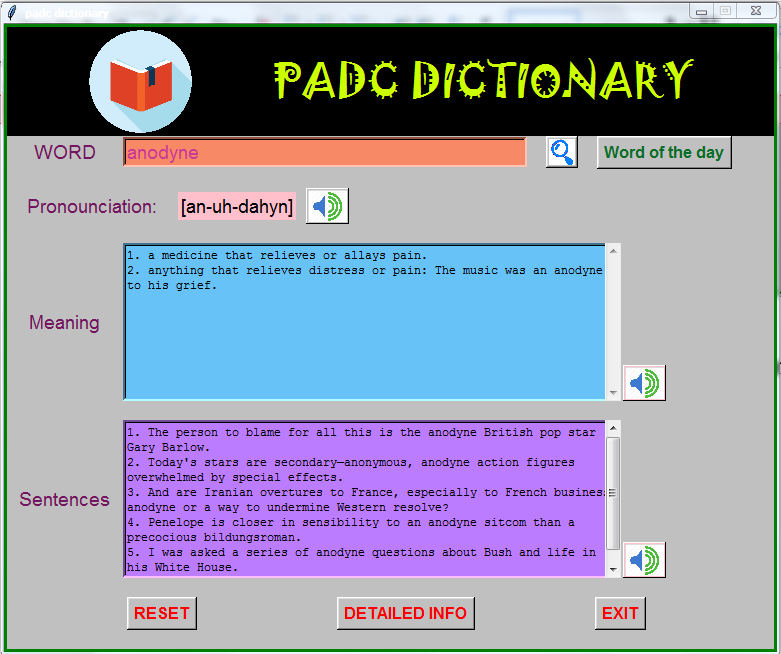 padc dictionary
PADC DICTIONARY
WORD
anodyne
Word of the day
Pronounciation:
[an-uh-dahyn]
Meaning
1. a medicine that relieves or allays pain.
2. anything that relieves distress or pain: The music was an anodyne
to his grief.
Sentences
1. The person to blame for all this is the anodyne British pop star
Gary Barlow.
2. Today's stars are secondary—anonymous, anodyne action figures
overwhelmed by special effects.
3. And are Iranian overtures to France, especially to French busines
anodyne or a way to undermine Western resolve?
4. Penelope is closer in sensibility to an anodyne sitcom than a
precocious bildungsroman.
5. I was asked a series of anodyne questions about Bush and life in
his White House.
RESET
DETAILED INFO
EXIT